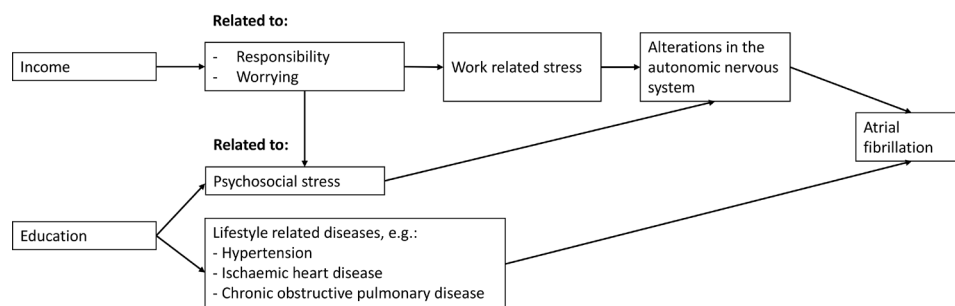 Related to:
Income
- Responsibility
- Worrying
Work related stress
Alterations in the
autonomic nervous
system
Atrial
fibrillation
Related to:
Psychosocial stress
Education
Lifestyle related diseases, e.g.:
- Hypertension
- Ischaemic heart disease
- Chronic obstructive pulmonary disease